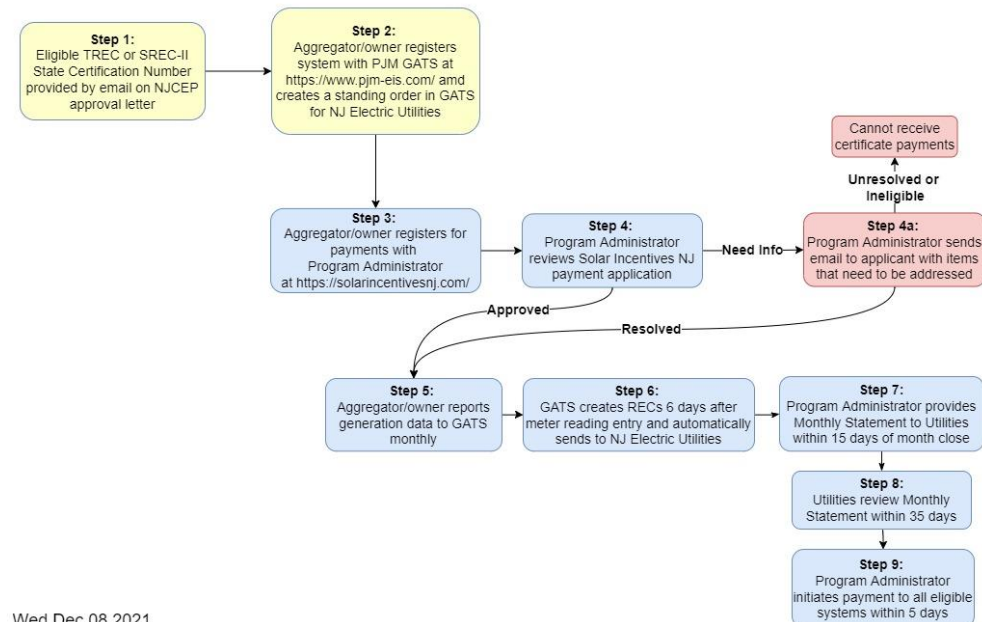 Step 1:
Eligible TREC or SREC-II
State Certification Number
provided by email on NJCEP
approval letter
Step 2:
Aggregator/owner registers
system with PJM GATS at
https://www.pjm-eis.com/ amd
creates a standing order in GATS
for NJ Electric Utilities
Cannot receive
certificate payments
Unresolved or
Ineligible
Step 3:
Aggregator/owner registers for
payments with
Program Administrator
at https://solarincentivesnj.com/
Step 4:
Program Administrator
reviews Solar Incentives NJ
payment application
Need Info
Step 4a:
Program Administrator sends
email to applicant with items
that need to be addressed
Approved
Resolved
Step 5:
Aggregator/owner reports
generation data to GATS
monthly
Step 6:
GATS creates RECs 6 days after
meter reading entry and automatically
sends to NJ Electric Utilities
Step 7:
Program Administrator provides
Monthly Statement to Utilities
within 15 days of month close
Step 8:
Utilities review Monthly
Statement within 35 days
Step 9:
Program Administrator
initiates payment to all eligible
systems within 5 days
Wed Dec 08 2021